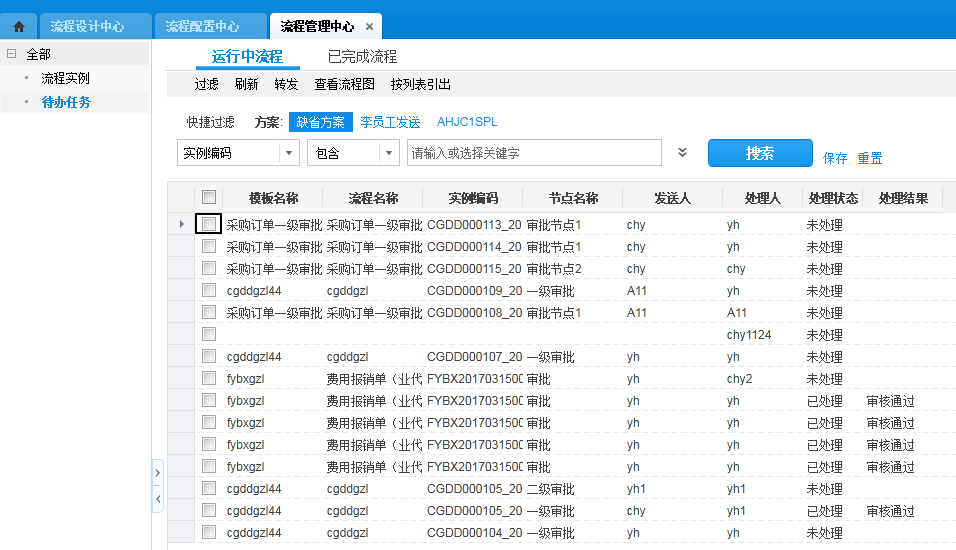 流程设计中心 流程配置中心 流程管理中心 ×
全部
流程实例
待办任务
运行中流程 已完成流程
过滤 刷新 转发 查看流程图 按列表引出
快捷过滤 方案: 缺省方案 李员工发送 AHJC1SPL
实例编码 包含 请输入或选择关键字 搜索 保存 重置
模板名称 流程名称 实例编码 节点名称 发送人 处理人 处理状态 处理结果
采购订单一级审批 采购订单一级审批 CGDD000113_20 审批节点1 chy yh 未处理
采购订单一级审批 采购订单一级审批 CGDD000114_20 审批节点1 chy yh 未处理
采购订单一级审批 采购订单一级审批 CGDD000115_20 审批节点2 chy chy 未处理
cgddgzl44 cgddgzl CGDD000109_20 一级审批 A11 yh 未处理
采购订单一级审批 采购订单一级审批 CGDD000108_20 审批节点1 A11 A11 未处理
chy1124 未处理
cgddgzl44 cgddgzl CGDD000107_20 一级审批 yh yh 未处理
fybxgzl 费用报销单（业代 FYBX2017031500 审批 yh chy2 未处理
fybxgzl 费用报销单（业代 FYBX2017031500 审批 yh yh 已处理 审核通过
fybxgzl 费用报销单（业代 FYBX2017031500 审批 yh yh 已处理 审核通过
fybxgzl 费用报销单（业代 FYBX2017031500 审批 yh yh 已处理 审核通过
fybxgzl 费用报销单（业代 FYBX2017031500 审批 yh yh 已处理 审核通过
cgddgzl44 cgddgzl CGDD000105_20 二级审批 yh1 yh1 未处理
cgddgzl44 cgddgzl CGDD000105_20 一级审批 chy yh1 已处理 审核通过
cgddgzl44 cgddgzl CGDD000104_20 一级审批 yh yh 未处理